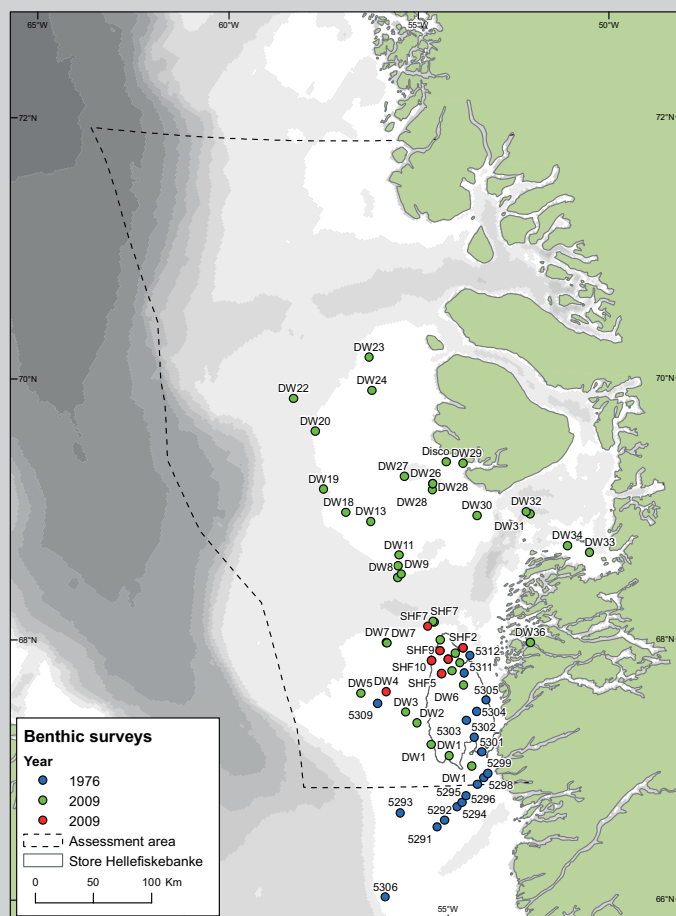 65°W 60°W 55°W 50°W
72°N 72°N
DW23
DW24
DW22
70°N 70°N
DW20
Disco DW29
DW27 DW26
DW19 DW28 DW28
DW18 DW13 DW30 DW32
DW31
DW34 DW33
DW11
DW8 DW9
SHF7 SHF7
DW7 DW7 SHF2 68°N DW36 68°N
SHF9 5312
SHF10 5311
SHF5
DW5 DW4 DW6 5305
5309 DW3 5304
DW2 5302
5303 5301
DW1 DW1 5299
DW1 5298
5295 5296
5293 5292 5294
5291
5306
66°N
55°W
Benthic surveys
Year
1976
2009
2009
Assessment area
Store Hellefiskebanke
0 50 100 Km